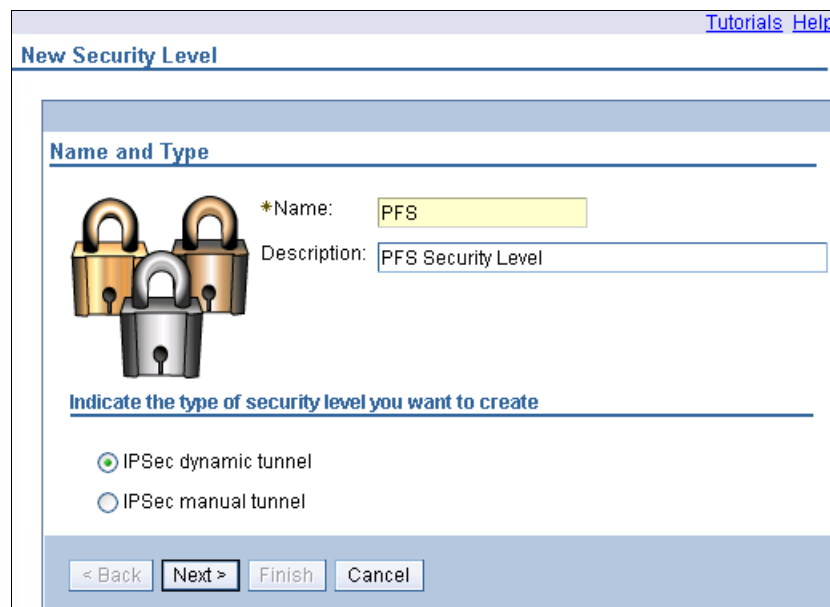 Tutorials Help
New Security Level
Name and Type
*Name: PFS
Description: PFS Security Level
Indicate the type of security level you want to create
IPSec dynamic tunnel
IPSec manual tunnel
< Back Next > Finish Cancel